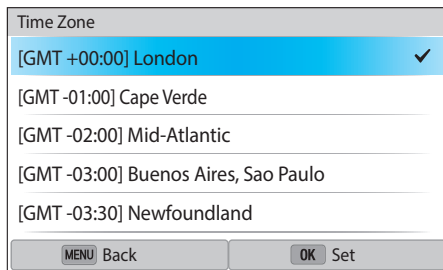 Time Zone
[GMT +00:00] London
[GMT -01:00] Cape Verde
[GMT -02:00] Mid-Atlantic
[GMT -03:00] Buenos Aires, Sao Paulo
[GMT -03:30] Newfoundland
MENU Back OK Set